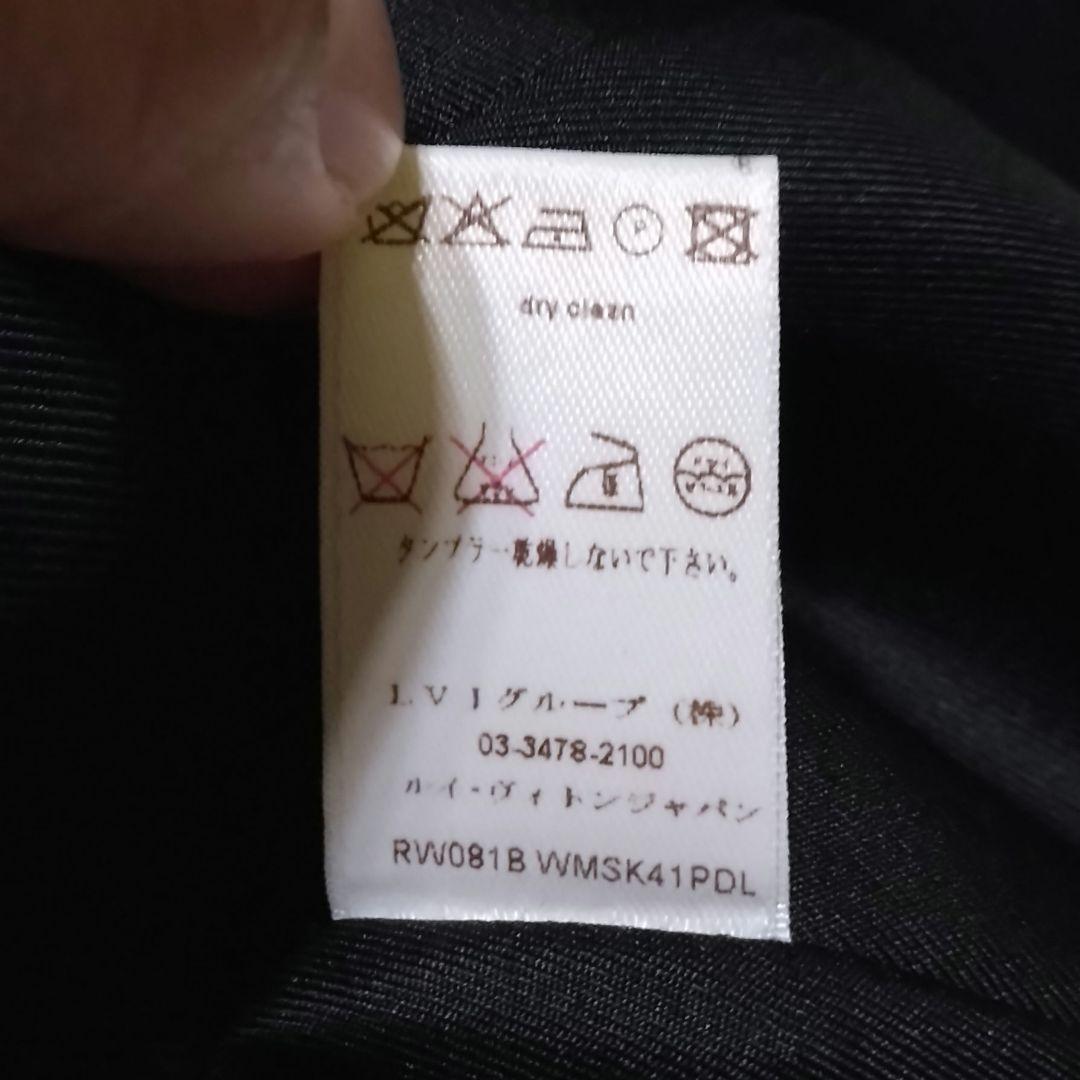 P
dry clean
低
タンブラー乾燥しないで下さい。
LVJグループ (株)
03-3478-2100
ルイ・ヴィトンジャパン
RW081B WMSK41PDL